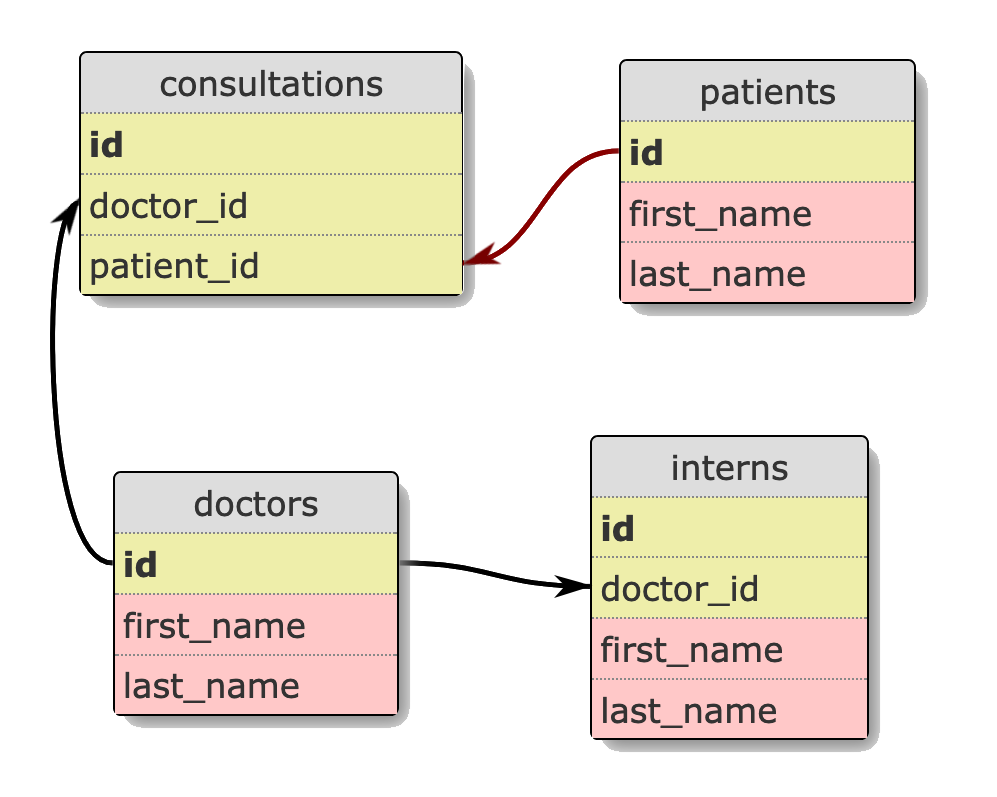 consultations
id
doctor_id
patient_id
patients
id
first_name
last_name
doctors
id
first_name
last_name
interns
id
doctor_id
first_name
last_name